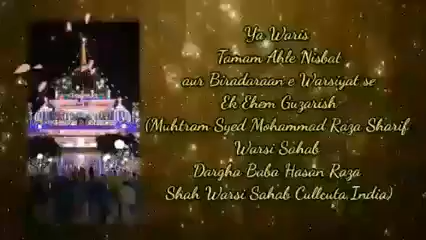 Ya Waris
Tamam Ahle Nisbat
aur Biradaraan e Warsiyat se
Ek Ehem Guzarish
(Muhtram Syed Mohammad Raza Sharif
Warsi Sahab
Dargha Baba Hasan Raza
Shah Warsi Sahab Culleuta,India)